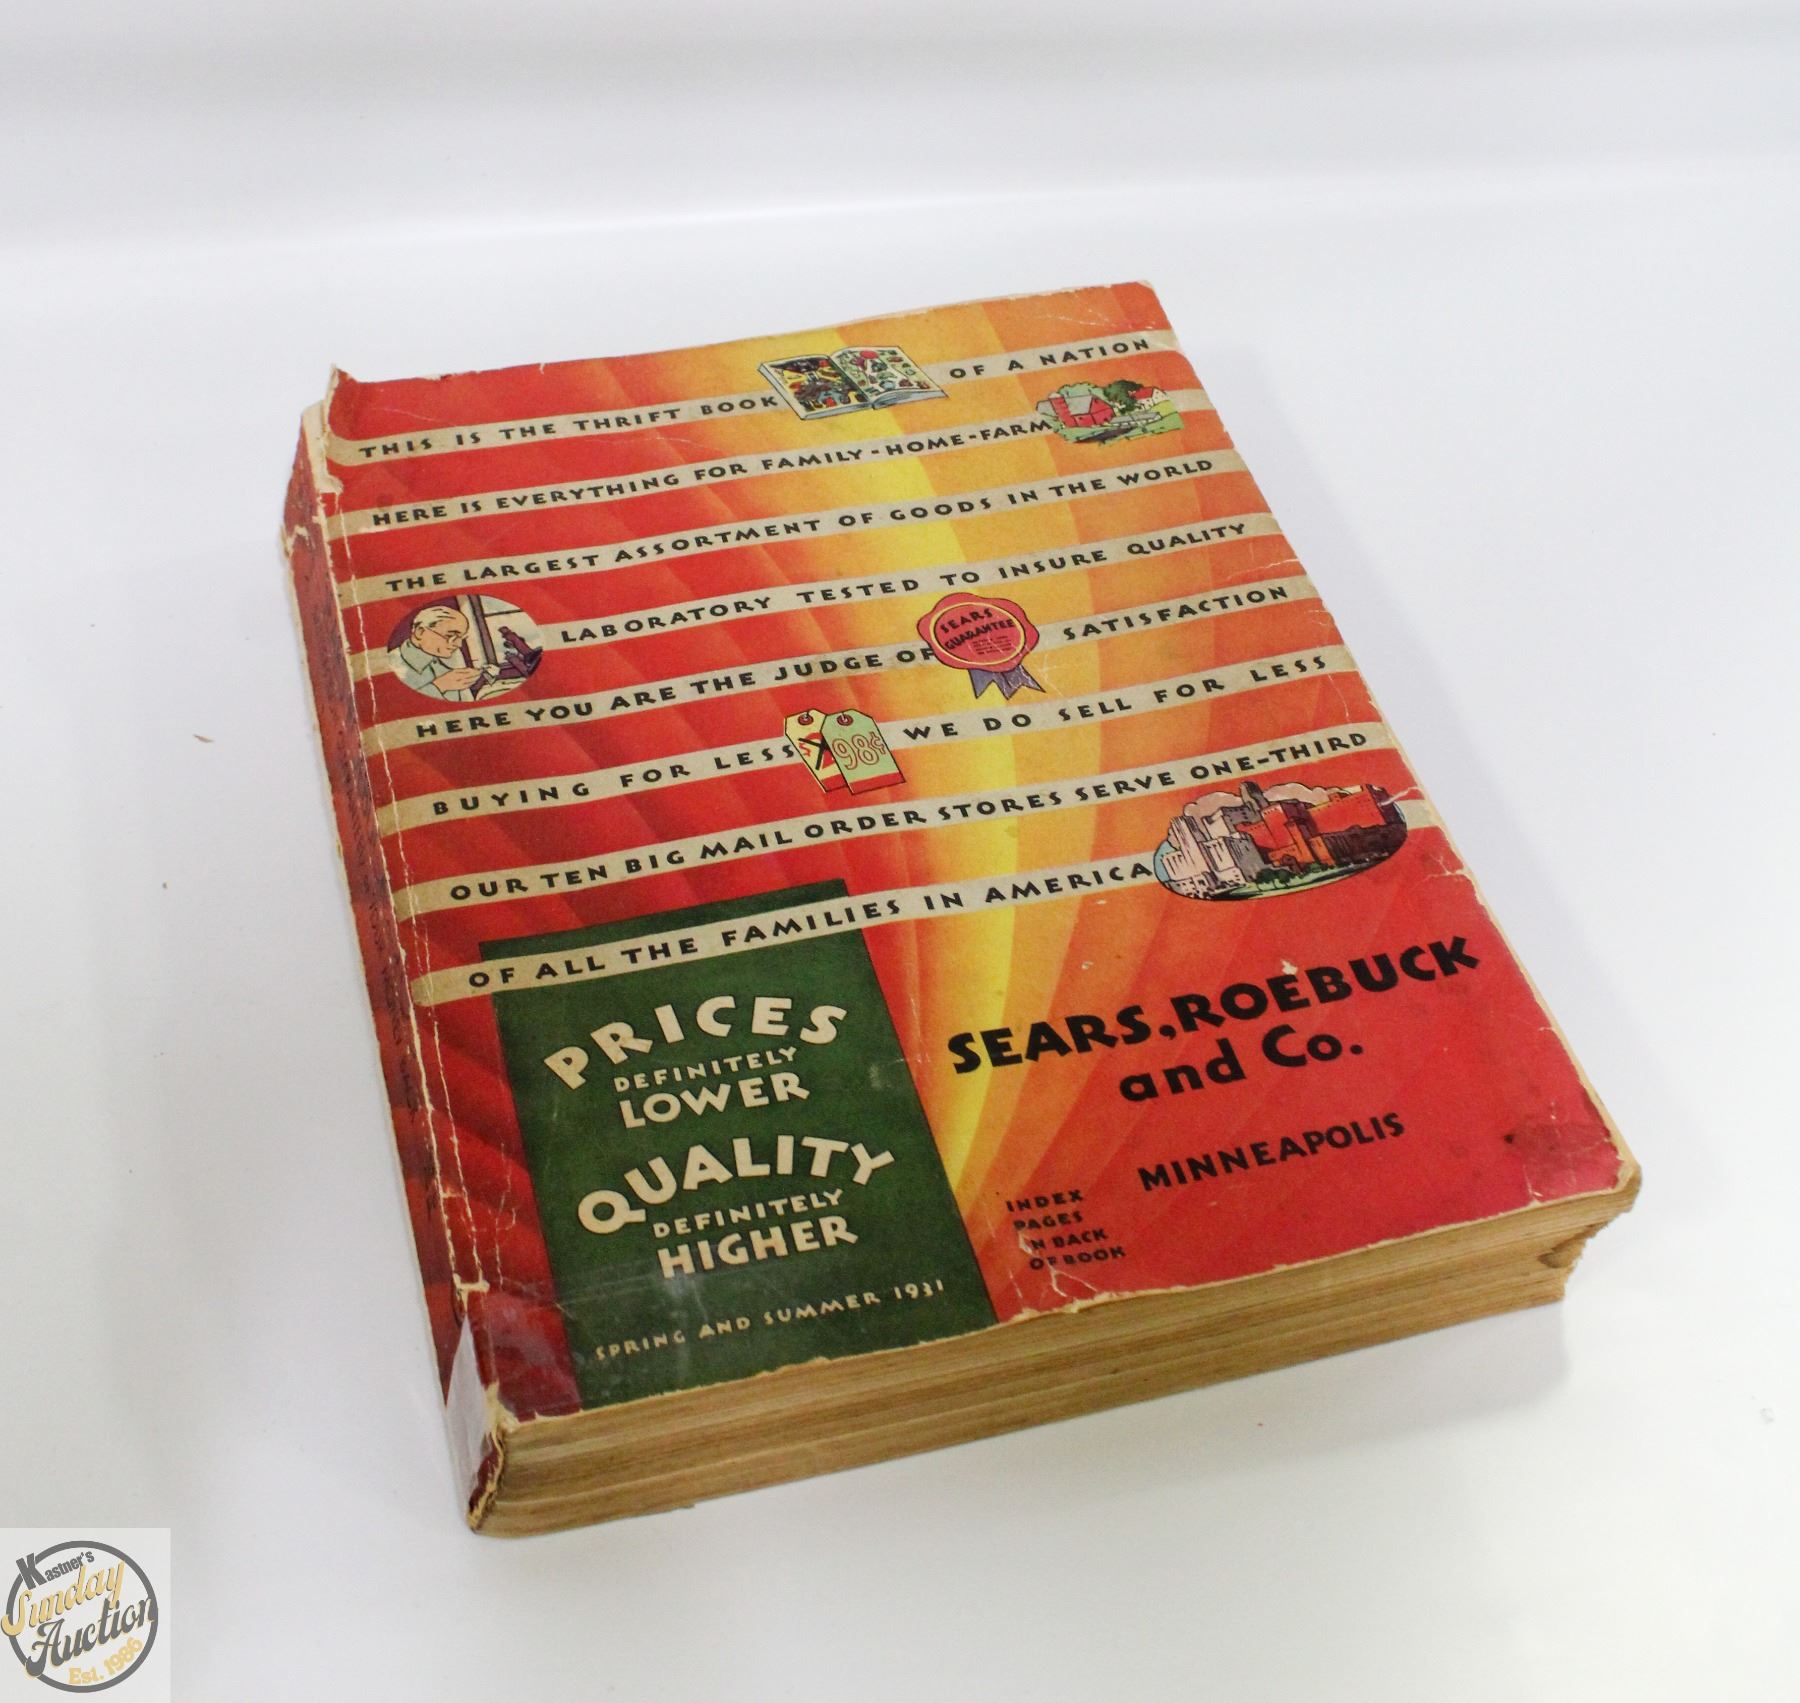 THIS IS THE THRIFT BOOK OF A NATION
HERE IS EVERYTHING FOR FAMILY-HOME-FARM
THE LARGEST ASSORTMENT OF GOODS IN THE WORLD
LABORATORY TESTED TO INSURE QUALITY
HERE YOU ARE THE JUDGE OF SATISFACTION
SEARS
GUARANTEE
BUYING FOR LESS WE DO SELL FOR LESS
98¢
OUR TEN BIG MAIL ORDER STORES SERVE ONE-THIRD
OF ALL THE FAMILIES IN AMERICA
PRICES
DEFINITELY
LOWER
QUALITY
DEFINITELY
HIGHER
SPRING AND SUMMER 1931
SEARS, ROEBUCK
and Co.
MINNEAPOLIS
INDEX
PAGES
IN BACK
OF BOOK
Kastner's
Sunday
Auction
Est. 1986